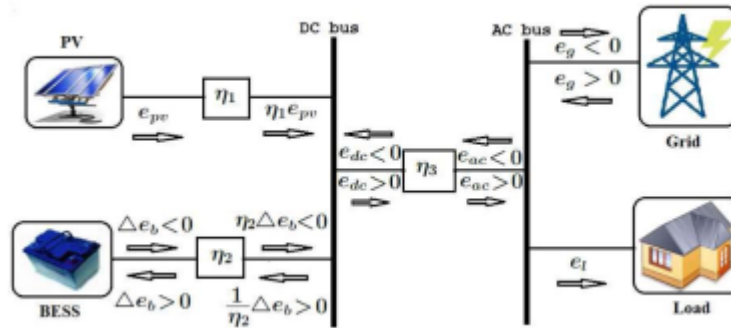 PV
DC bus
AC bus
e_g < 0
e_g > 0
Grid
η₁
e_pv
η₁e_pv
e_dc<0
e_dc>0
η₃
e_ac<0
e_ac>0
△e_b<0
△e_b>0
η₂
η₂△e_b<0
1/η₂ △e_b>0
BESS
e_l
Load